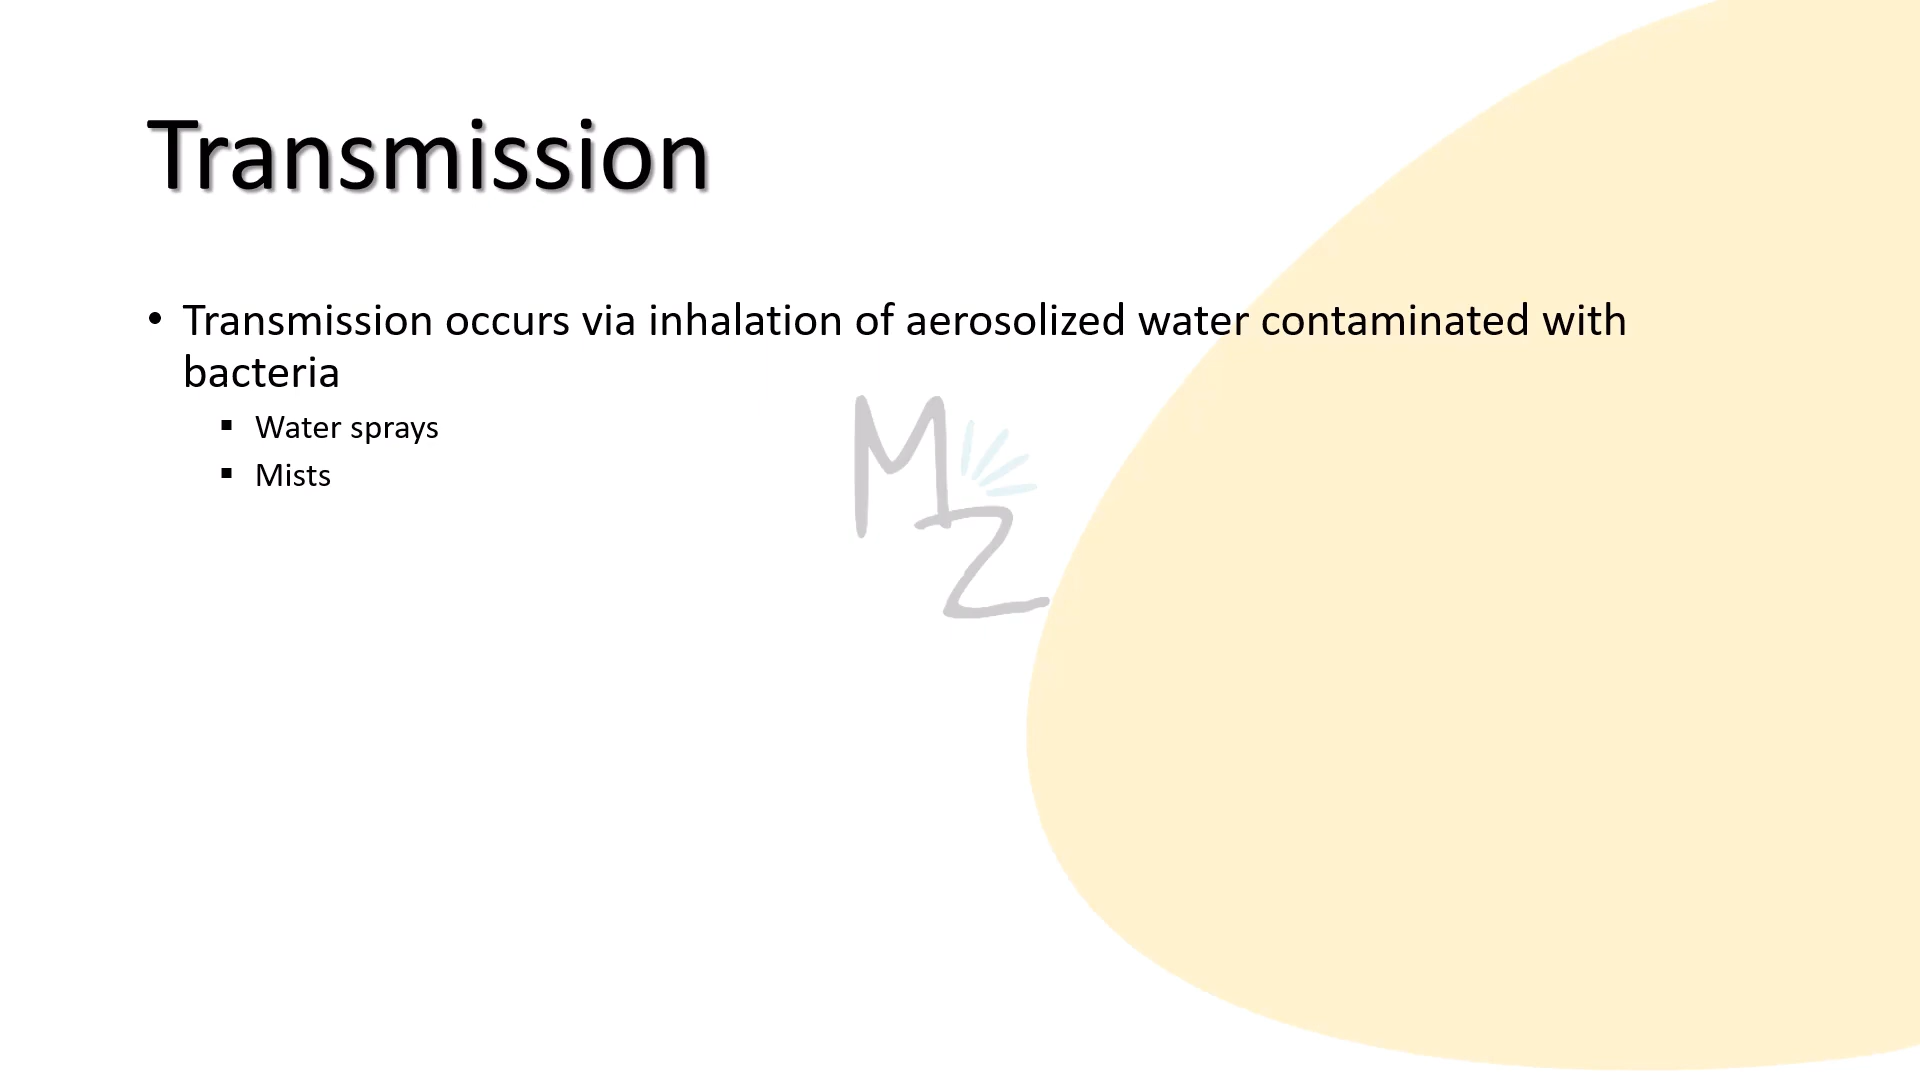 Transmission
• Transmission occurs via inhalation of aerosolized water contaminated with
bacteria
▪ Water sprays
▪ Mists
MZ